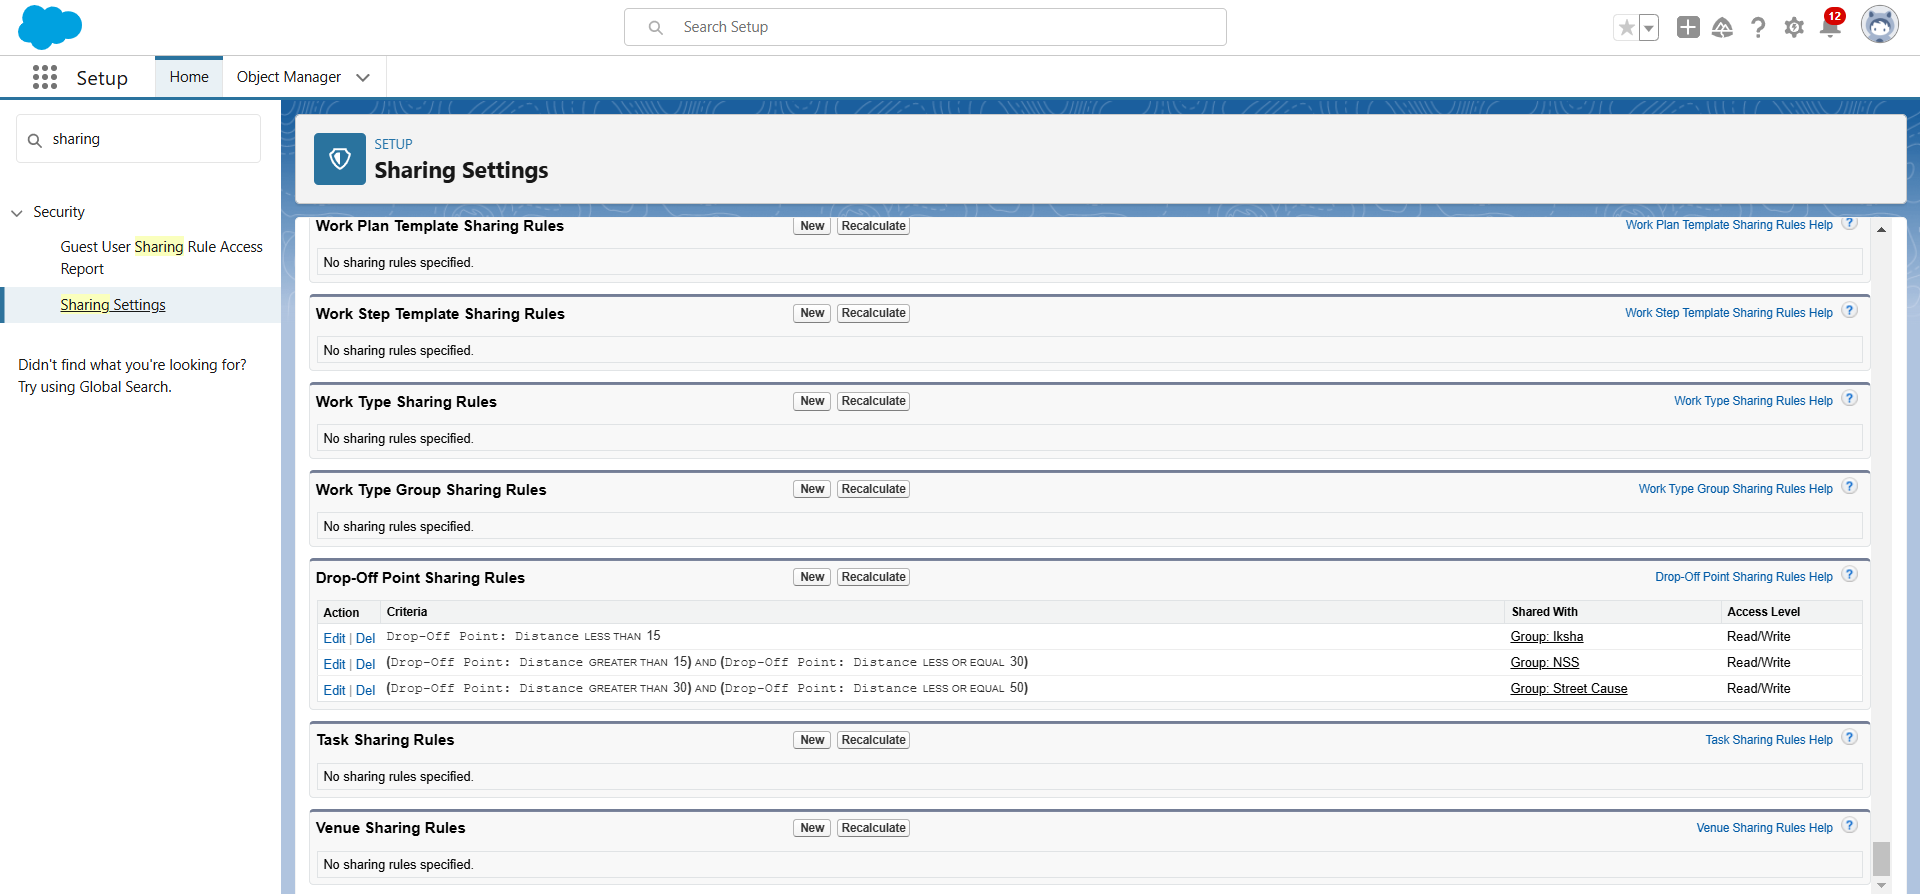 Search Setup
12
Setup
Home
Object Manager
sharing
Security
Guest User Sharing Rule Access
Report
Sharing Settings
Didn't find what you're looking for?
Try using Global Search.
SETUP
Sharing Settings
Work Plan Template Sharing Rules New Recalculate Work Plan Template Sharing Rules Help ?
No sharing rules specified.
Work Step Template Sharing Rules New Recalculate Work Step Template Sharing Rules Help ?
No sharing rules specified.
Work Type Sharing Rules New Recalculate Work Type Sharing Rules Help ?
No sharing rules specified.
Work Type Group Sharing Rules New Recalculate Work Type Group Sharing Rules Help ?
No sharing rules specified.
Drop-Off Point Sharing Rules New Recalculate Drop-Off Point Sharing Rules Help ?
Action Criteria Shared With Access Level
Edit | Del Drop-Off Point: Distance LESS THAN 15 Group: Iksha Read/Write
Edit | Del (Drop-Off Point: Distance GREATER THAN 15) AND (Drop-Off Point: Distance LESS OR EQUAL 30) Group: NSS Read/Write
Edit | Del (Drop-Off Point: Distance GREATER THAN 30) AND (Drop-Off Point: Distance LESS OR EQUAL 50) Group: Street Cause Read/Write
Task Sharing Rules New Recalculate Task Sharing Rules Help ?
No sharing rules specified.
Venue Sharing Rules New Recalculate Venue Sharing Rules Help ?
No sharing rules specified.